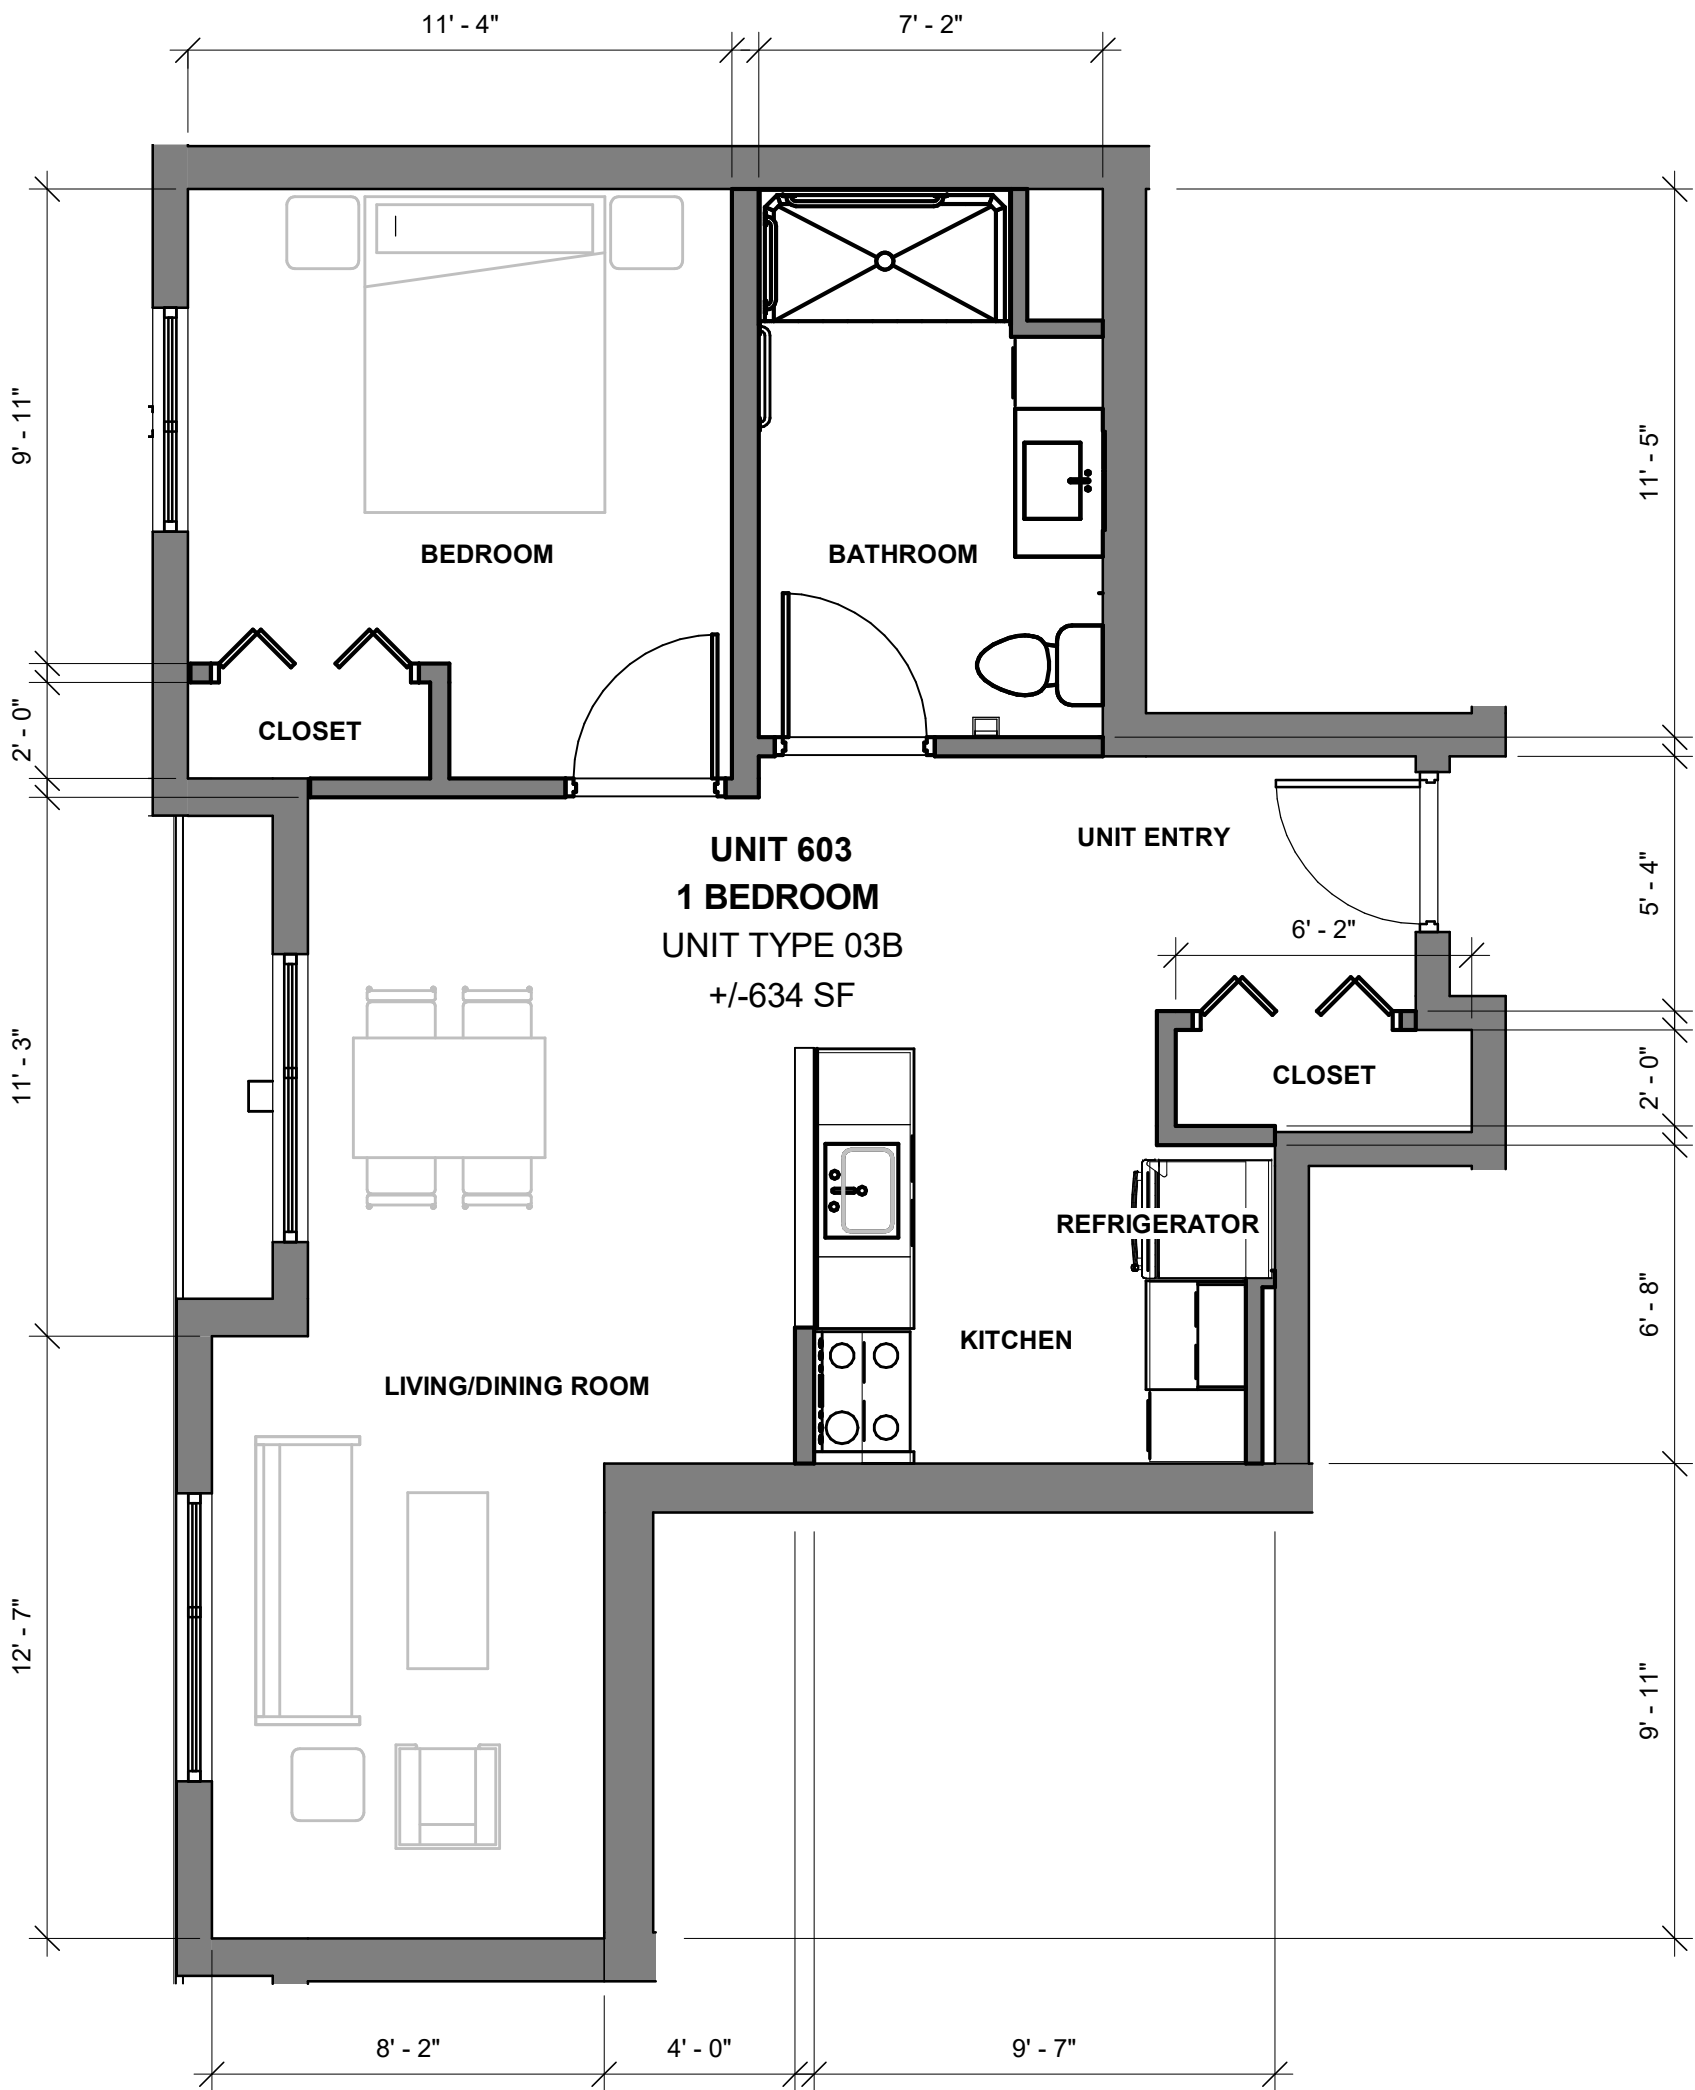 11' - 4"
7' - 2"
9' - 11"
11' - 5"
BEDROOM
BATHROOM
2' - 0"
CLOSET
UNIT 603
1 BEDROOM
UNIT TYPE 03B
+/-634 SF
UNIT ENTRY
5' - 4"
6' - 2"
11' - 3"
CLOSET
2' - 0"
REFRIGERATOR
6' - 8"
KITCHEN
LIVING/DINING ROOM
12' - 7"
9' - 11"
8' - 2"
4' - 0"
9' - 7"